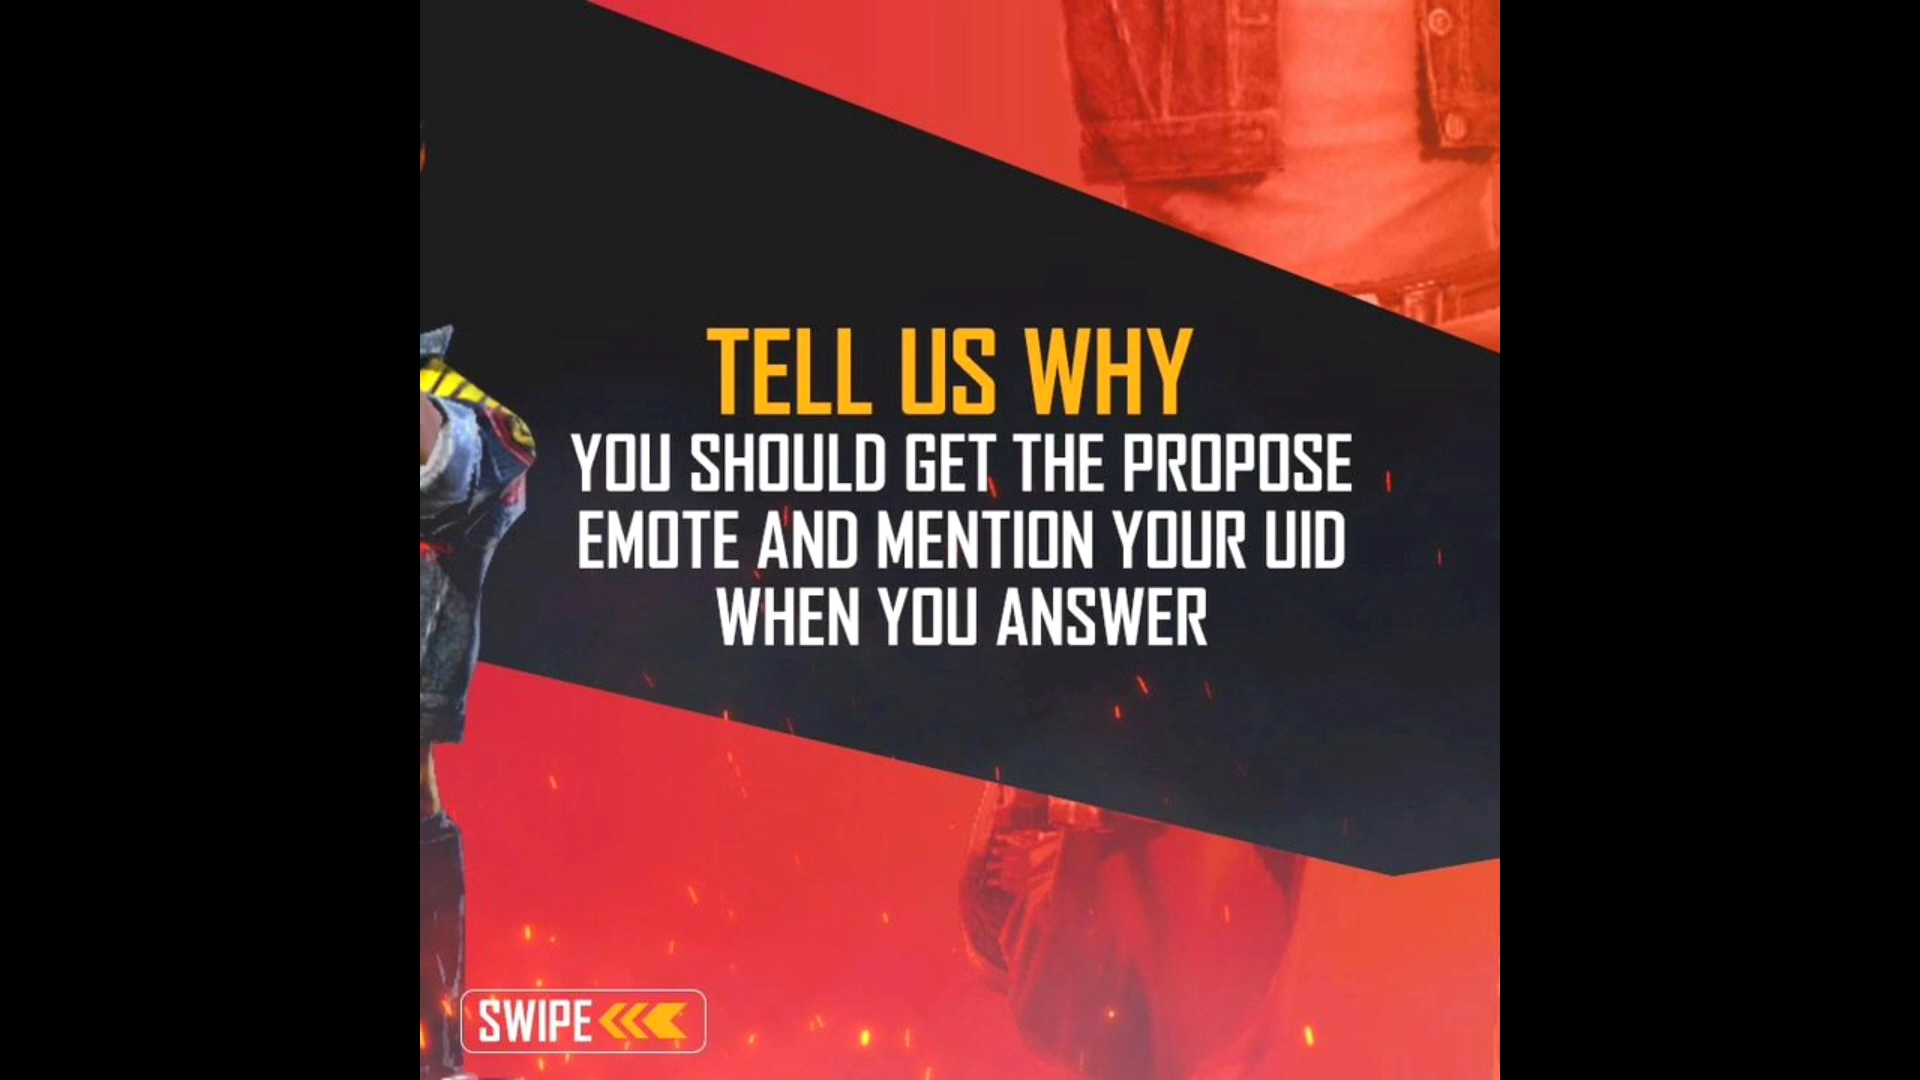 TELL US WHY
YOU SHOULD GET THE PROPOSE
EMOTE AND MENTION YOUR UID
WHEN YOU ANSWER
SWIPE